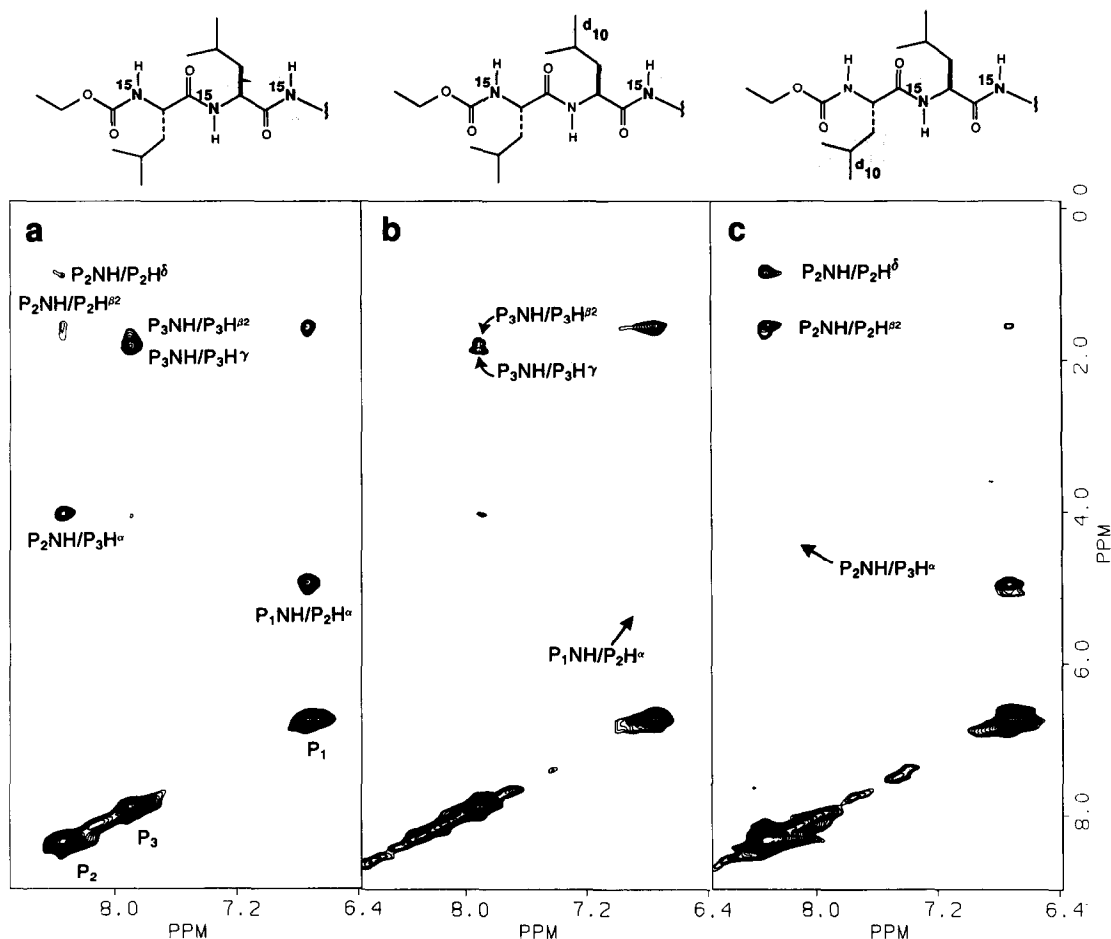 H
15 N
O
O
O
15 N
H
O
H
15 N
d10
H
15 N
O
O
O
N
H
O
H
15 N
H
N
O
O
O
15 N
H
O
H
15 N
d10
a
P2NH/P2Hδ
P2NH/P2Hβ2
P3NH/P3Hβ2
P3NH/P3Hγ
P2NH/P3Hα
P1NH/P2Hα
P1
P3
P2
b
P3NH/P3Hβ2
P3NH/P3Hγ
P1NH/P2Hα
c
P2NH/P2Hδ
P2NH/P2Hβ2
P2NH/P3Hα
0
2.0
4.0
PPM
6.0
8.0
8.0 7.2 6.4
PPM
8.0 7.2 6.4
PPM
8.0 7.2 6.4
PPM